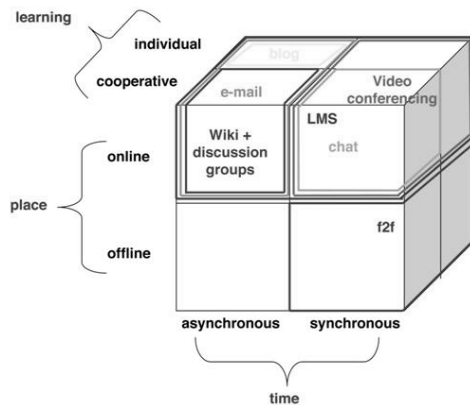 learning
individual
blog
cooperative
e-mail
Video
conferencing
LMS
Wiki +
discussion
groups
chat
online
place
f2f
offline
asynchronous
synchronous
time